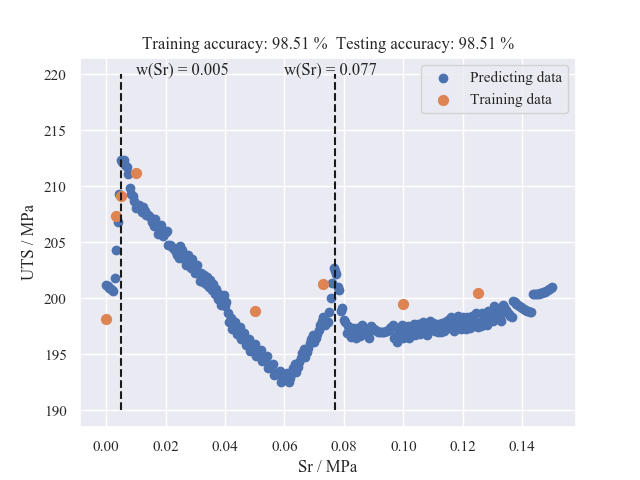 Training accuracy: 98.51 %  Testing accuracy: 98.51 %
w(Sr) = 0.005
w(Sr) = 0.077
Predicting data
Training data
UTS / MPa
220
215
210
205
200
195
190
0.00 0.02 0.04 0.06 0.08 0.10 0.12 0.14
Sr / MPa